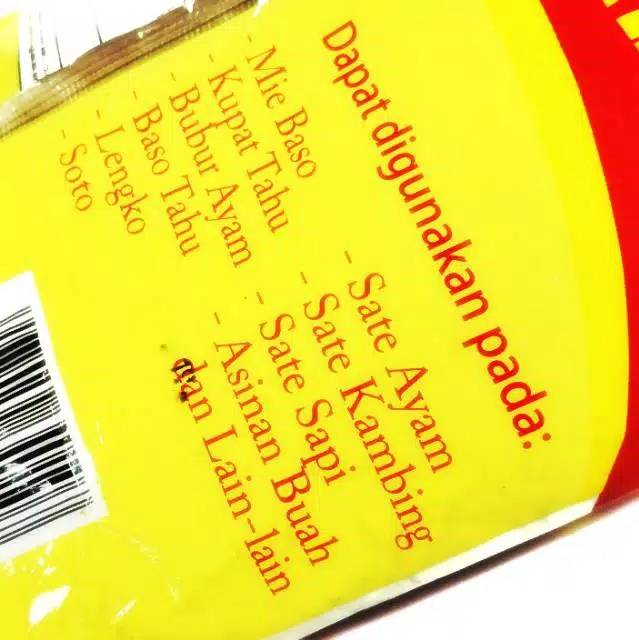 Dapat digunakan pada:
- Mie Baso
- Kupat Tahu
- Bubur Ayam
- Baso Tahu
- Lengko
- Soto
- Sate Ayam
- Sate Kambing
- Sate Sapi
- Asinan Buah
dan Lain-lain